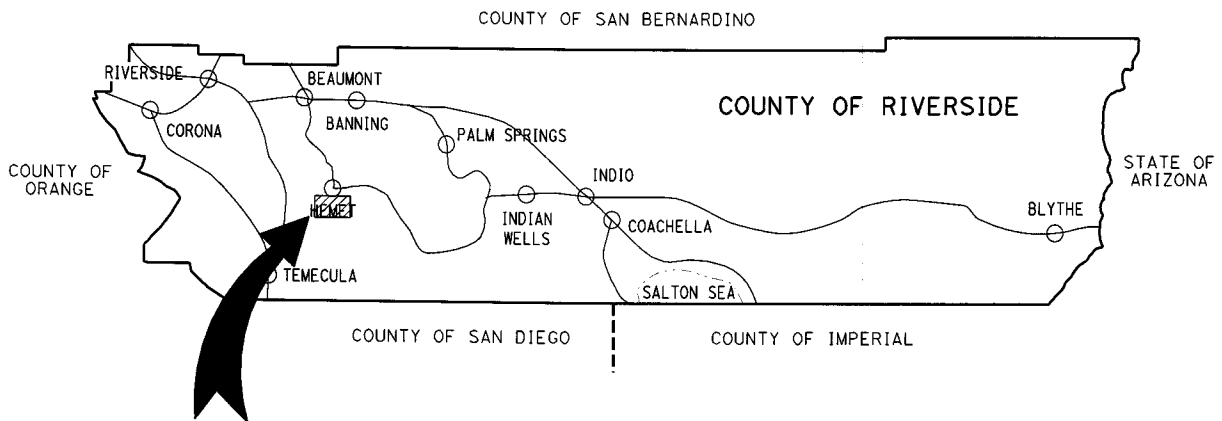 COUNTY OF SAN BERNARDINO
RIVERSIDE
BEAUMONT
COUNTY OF RIVERSIDE
BANNING
CORONA
PALM SPRINGS
COUNTY OF
ORANGE
STATE OF
ARIZONA
INDIO
HEMET
INDIAN
WELLS
COACHELLA
BLYTHE
TEMECULA
SALTON SEA
COUNTY OF SAN DIEGO
COUNTY OF IMPERIAL